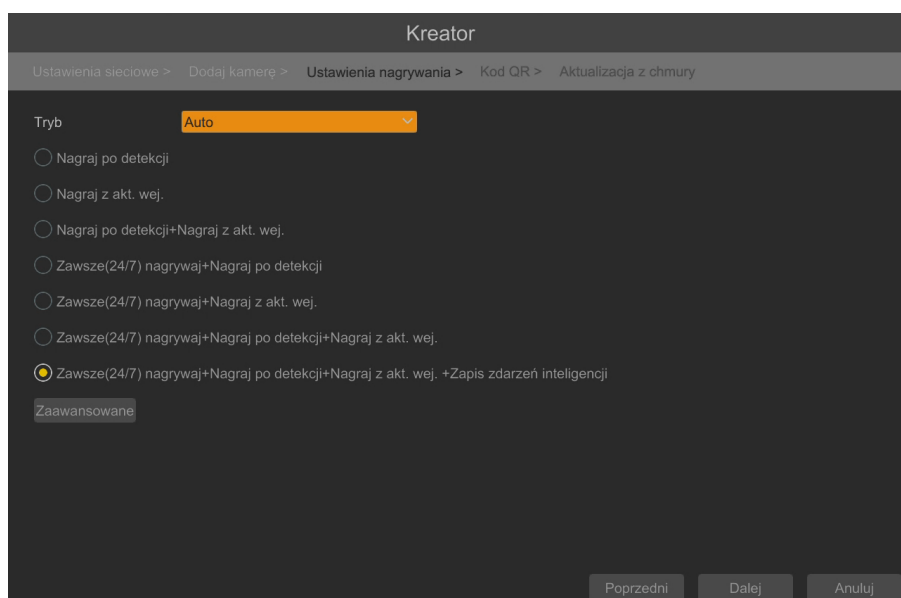 Kreator
Ustawienia sieciowe > Dodaj kamerę > Ustawienia nagrywania > Kod QR > Aktualizacja z chmury
Tryb Auto
Nagraj po detekcji
Nagraj z akt. wej.
Nagraj po detekcji+Nagraj z akt. wej.
Zawsze(24/7) nagrywaj+Nagraj po detekcji
Zawsze(24/7) nagrywaj+Nagraj z akt. wej.
Zawsze(24/7) nagrywaj+Nagraj po detekcji+Nagraj z akt. wej.
Zawsze(24/7) nagrywaj+Nagraj po detekcji+Nagraj z akt. wej. +Zapis zdarzeń inteligencji
Zaawansowane
Poprzedni Dalej Anuluj